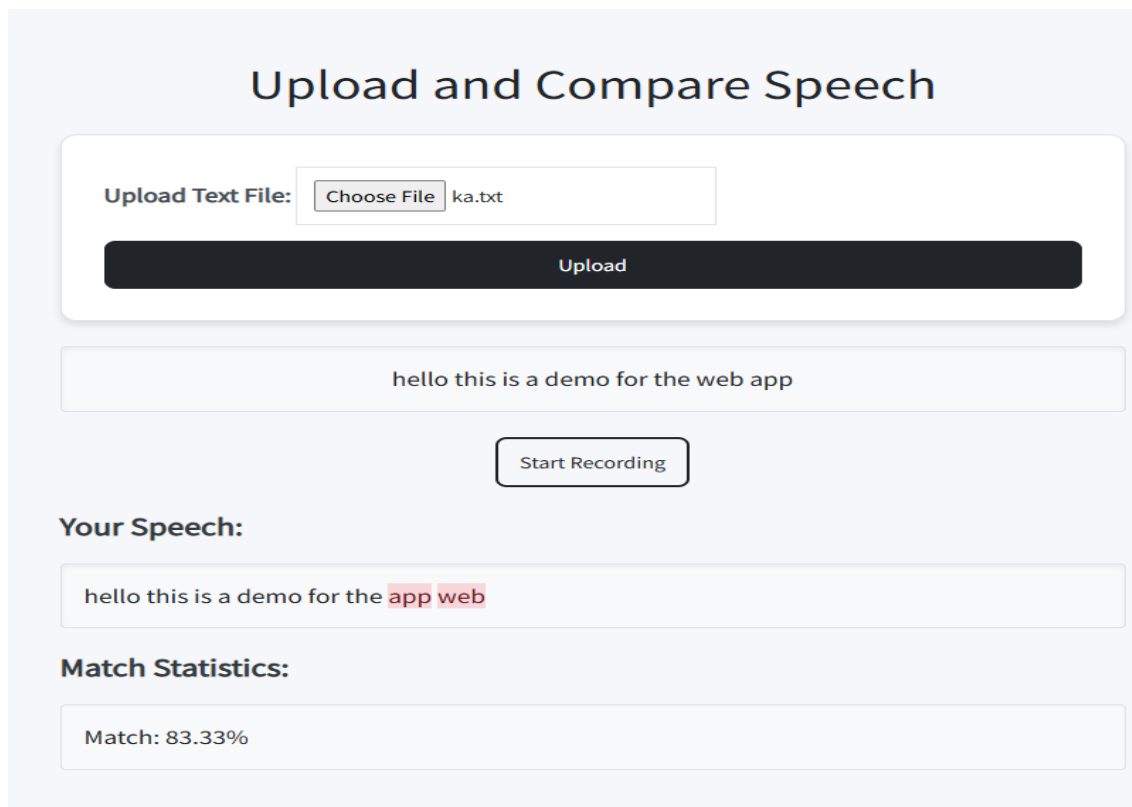 Upload and Compare Speech
Upload Text File: Choose File ka.txt
Upload
hello this is a demo for the web app
Start Recording
Your Speech:
hello this is a demo for the app web
Match Statistics:
Match: 83.33%